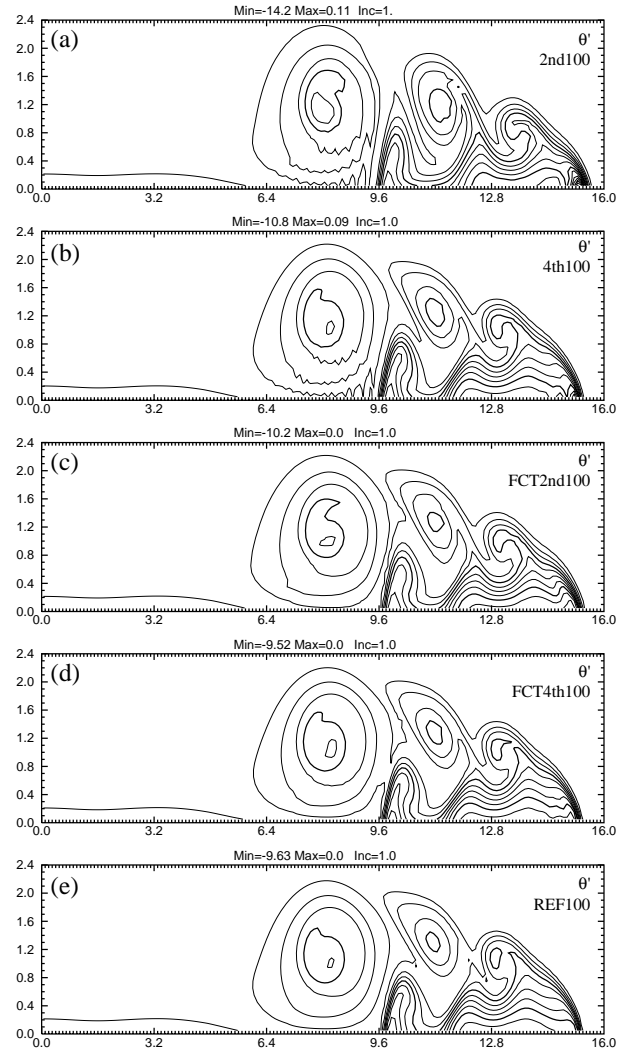 Min=-14.2 Max=0.11 Inc=1.
2.4
(a)
θ'
2.0
2nd100
1.6
1.2
0.8
0.4
0.0
0.0 3.2 6.4 9.6 12.8 16.0
Min=-10.8 Max=0.09 Inc=1.0
2.4
(b)
θ'
2.0
4th100
1.6
1.2
0.8
0.4
0.0
0.0 3.2 6.4 9.6 12.8 16.0
Min=-10.2 Max=0.0 Inc=1.0
2.4
(c)
θ'
2.0
FCT2nd100
1.6
1.2
0.8
0.4
0.0
0.0 3.2 6.4 9.6 12.8 16.0
Min=-9.52 Max=0.0 Inc=1.0
2.4
(d)
θ'
2.0
FCT4th100
1.6
1.2
0.8
0.4
0.0
0.0 3.2 6.4 9.6 12.8 16.0
Min=-9.63 Max=0.0 Inc=1.0
2.4
(e)
θ'
2.0
REF100
1.6
1.2
0.8
0.4
0.0
0.0 3.2 6.4 9.6 12.8 16.0